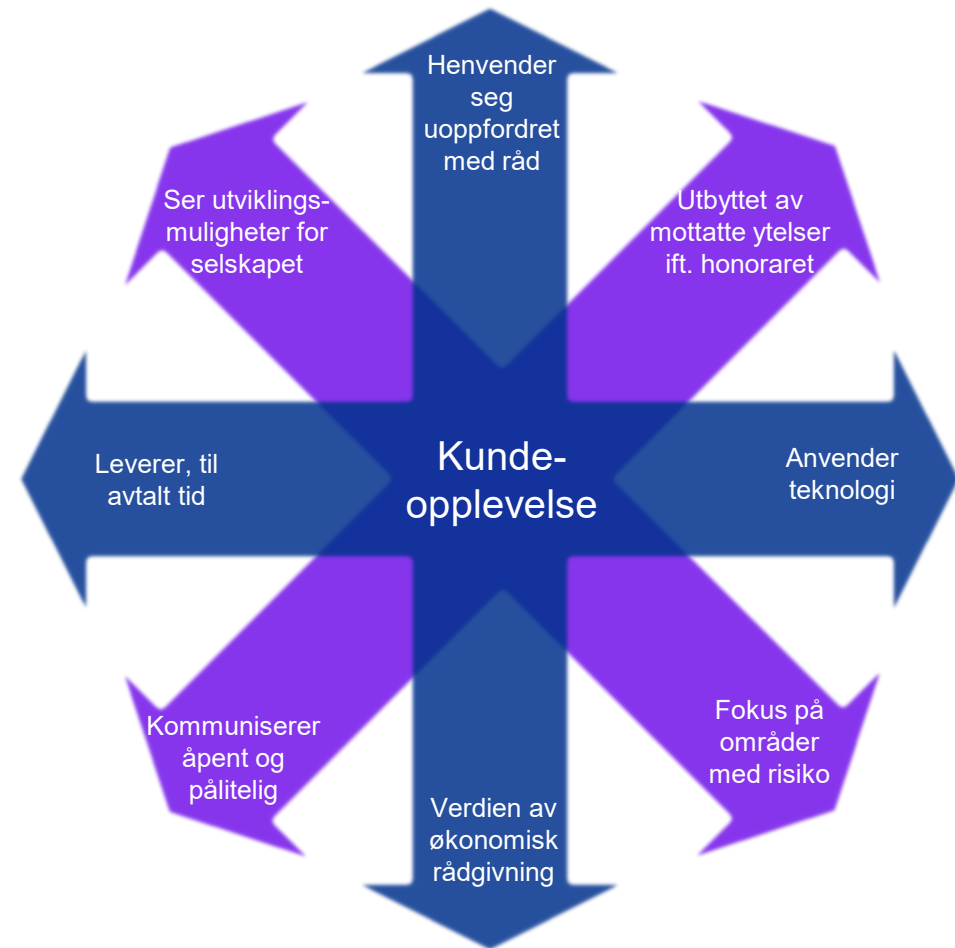 Henvender
seg
uoppfordret
med råd
Ser utviklings-
muligheter for
selskapet
Utbyttet av
mottatte ytelser
ift. honoraret
Leverer, til
avtalt tid
Kunde-
opplevelse
Anvender
teknologi
Kommuniserer
åpent og
pålitelig
Fokus på
områder
med risiko
Verdien av
økonomisk
rådgivning